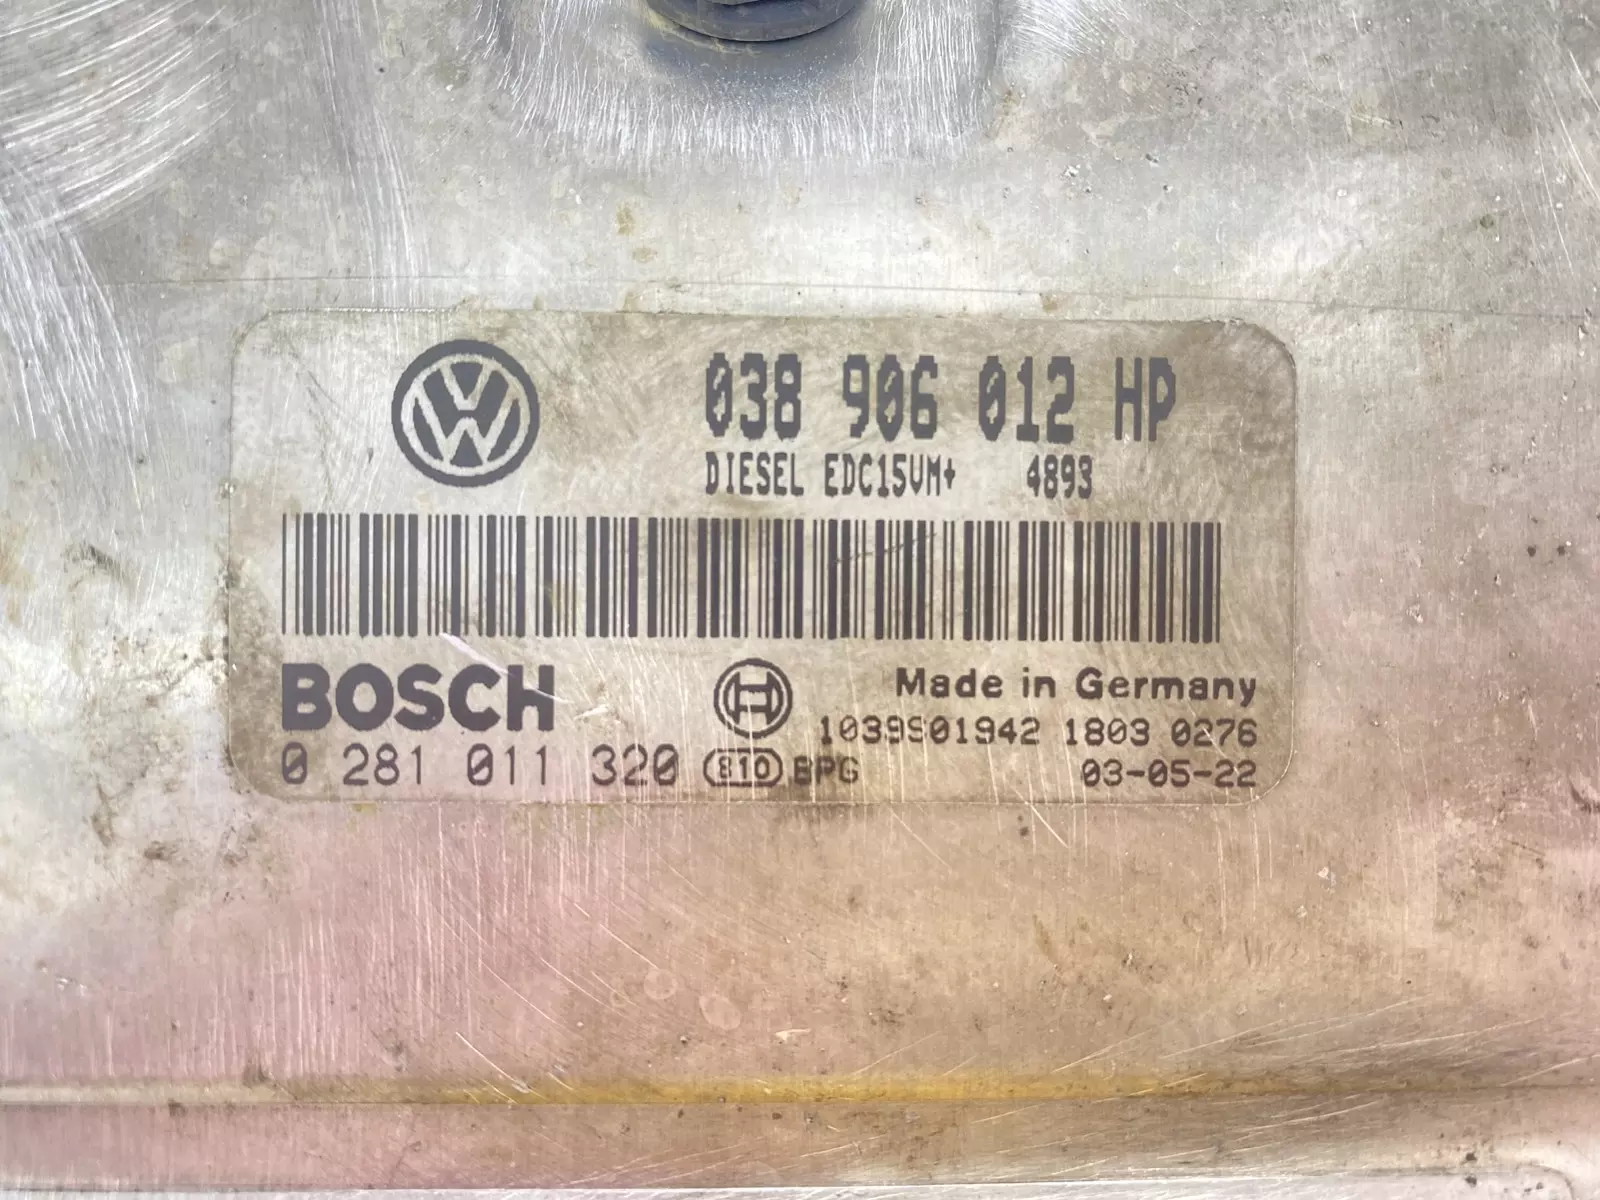 038 906 012 HP
DIESEL EDC15VM+ 4893
BOSCH
Made in Germany
1039S01942 1803 0276
0 281 011 320 810 BPG 03-05-22